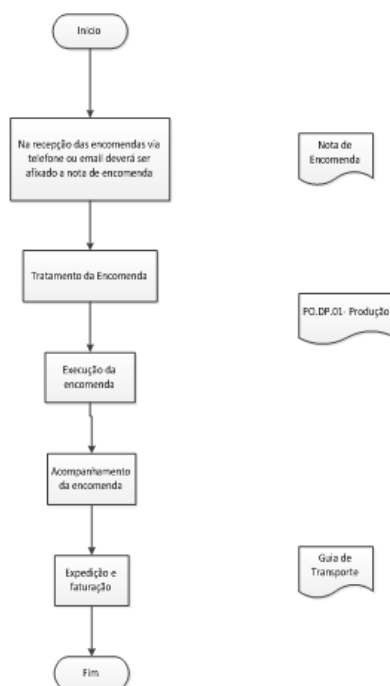 Inicio
Na recepção das encomendas via
telefone ou email deverá ser
afixado a nota de encomenda
Nota de
Encomenda
Tratamento da Encomenda
PO.DP.01- Produção
Execução da
encomenda
Acompanhamento
da encomenda
Expedição e
faturação
Guia de
Transporte
Fim